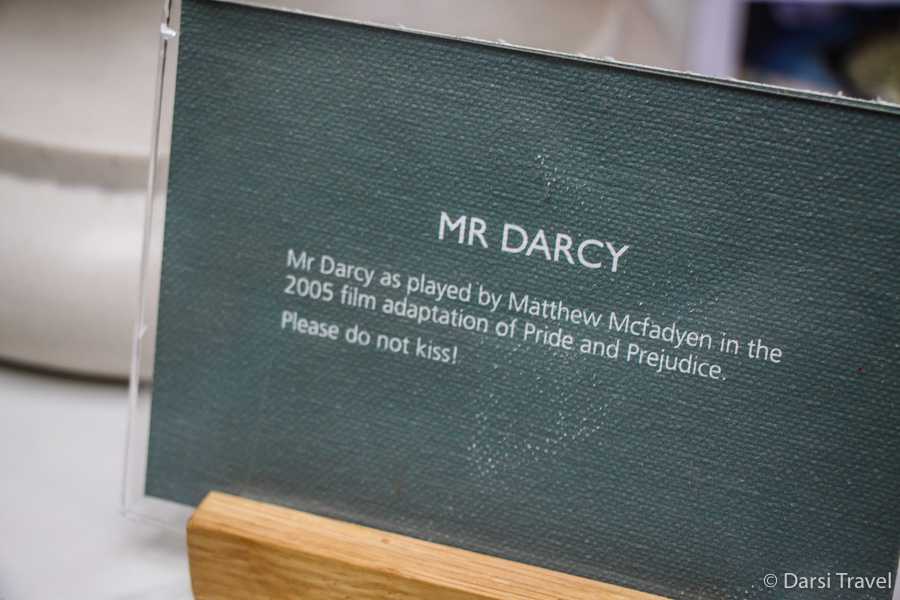 MR DARCY
Mr Darcy as played by Matthew Mcfadyen in the
2005 film adaptation of Pride and Prejudice.
Please do not kiss!
© Darsi Travel